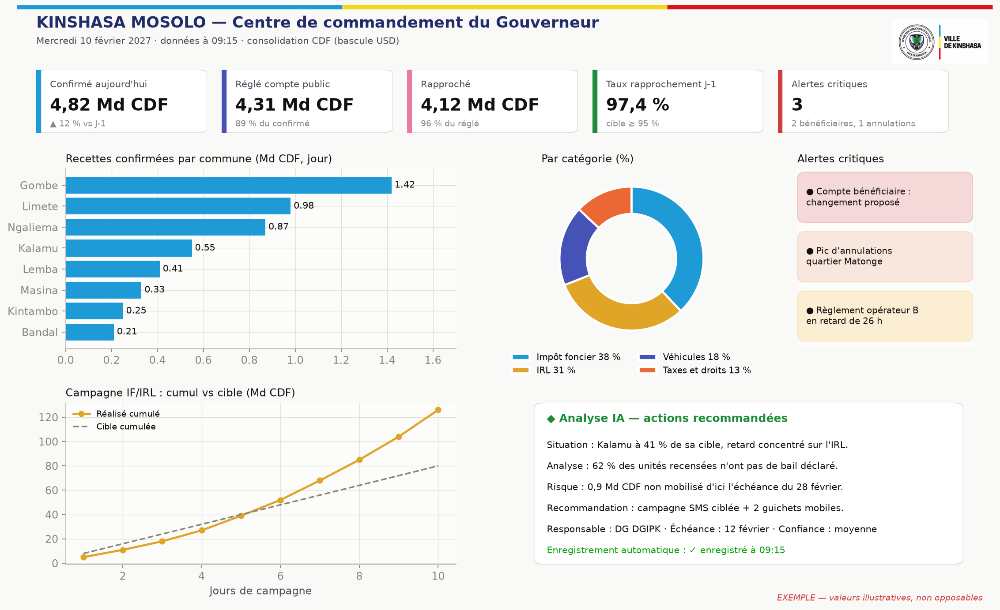 KINSHASA MOSOLO — Centre de commandement du Gouverneur
Mercredi 10 février 2027 · données à 09:15 · consolidation CDF (bascule USD)
RÉPUBLIQUE DÉMOCRATIQUE DU CONGO
VILLE DE KINSHASA
VILLE
DE KINSHASA
Confirmé aujourd'hui
4,82 Md CDF
▲ 12 % vs J-1
Réglé compte public
4,31 Md CDF
89 % du confirmé
Rapproché
4,12 Md CDF
96 % du réglé
Taux rapprochement J-1
97,4 %
cible ≥ 95 %
Alertes critiques
3
2 bénéficiaires, 1 annulations
Recettes confirmées par commune (Md CDF, jour)
Gombe 1.42
Limete 0.98
Ngaliema 0.87
Kalamu 0.55
Lemba 0.41
Masina 0.33
Kintambo 0.25
Bandal 0.21
0.0 0.2 0.4 0.6 0.8 1.0 1.2 1.4 1.6
Par catégorie (%)
Impôt foncier 38 %
IRL 31 %
Véhicules 18 %
Taxes et droits 13 %
Alertes critiques
● Compte bénéficiaire :
changement proposé
● Pic d'annulations
quartier Matonge
● Règlement opérateur B
en retard de 26 h
Campagne IF/IRL : cumul vs cible (Md CDF)
Réalisé cumulé
Cible cumulée
120
100
80
60
40
20
0
2 4 6 8 10
Jours de campagne
◆ Analyse IA — actions recommandées
Situation : Kalamu à 41 % de sa cible, retard concentré sur l'IRL.
Analyse : 62 % des unités recensées n'ont pas de bail déclaré.
Risque : 0,9 Md CDF non mobilisé d'ici l'échéance du 28 février.
Recommandation : campagne SMS ciblée + 2 guichets mobiles.
Responsable : DG DGIPK · Échéance : 12 février · Confiance : moyenne
Enregistrement automatique : ✓ enregistré à 09:15
EXEMPLE — valeurs illustratives, non opposables